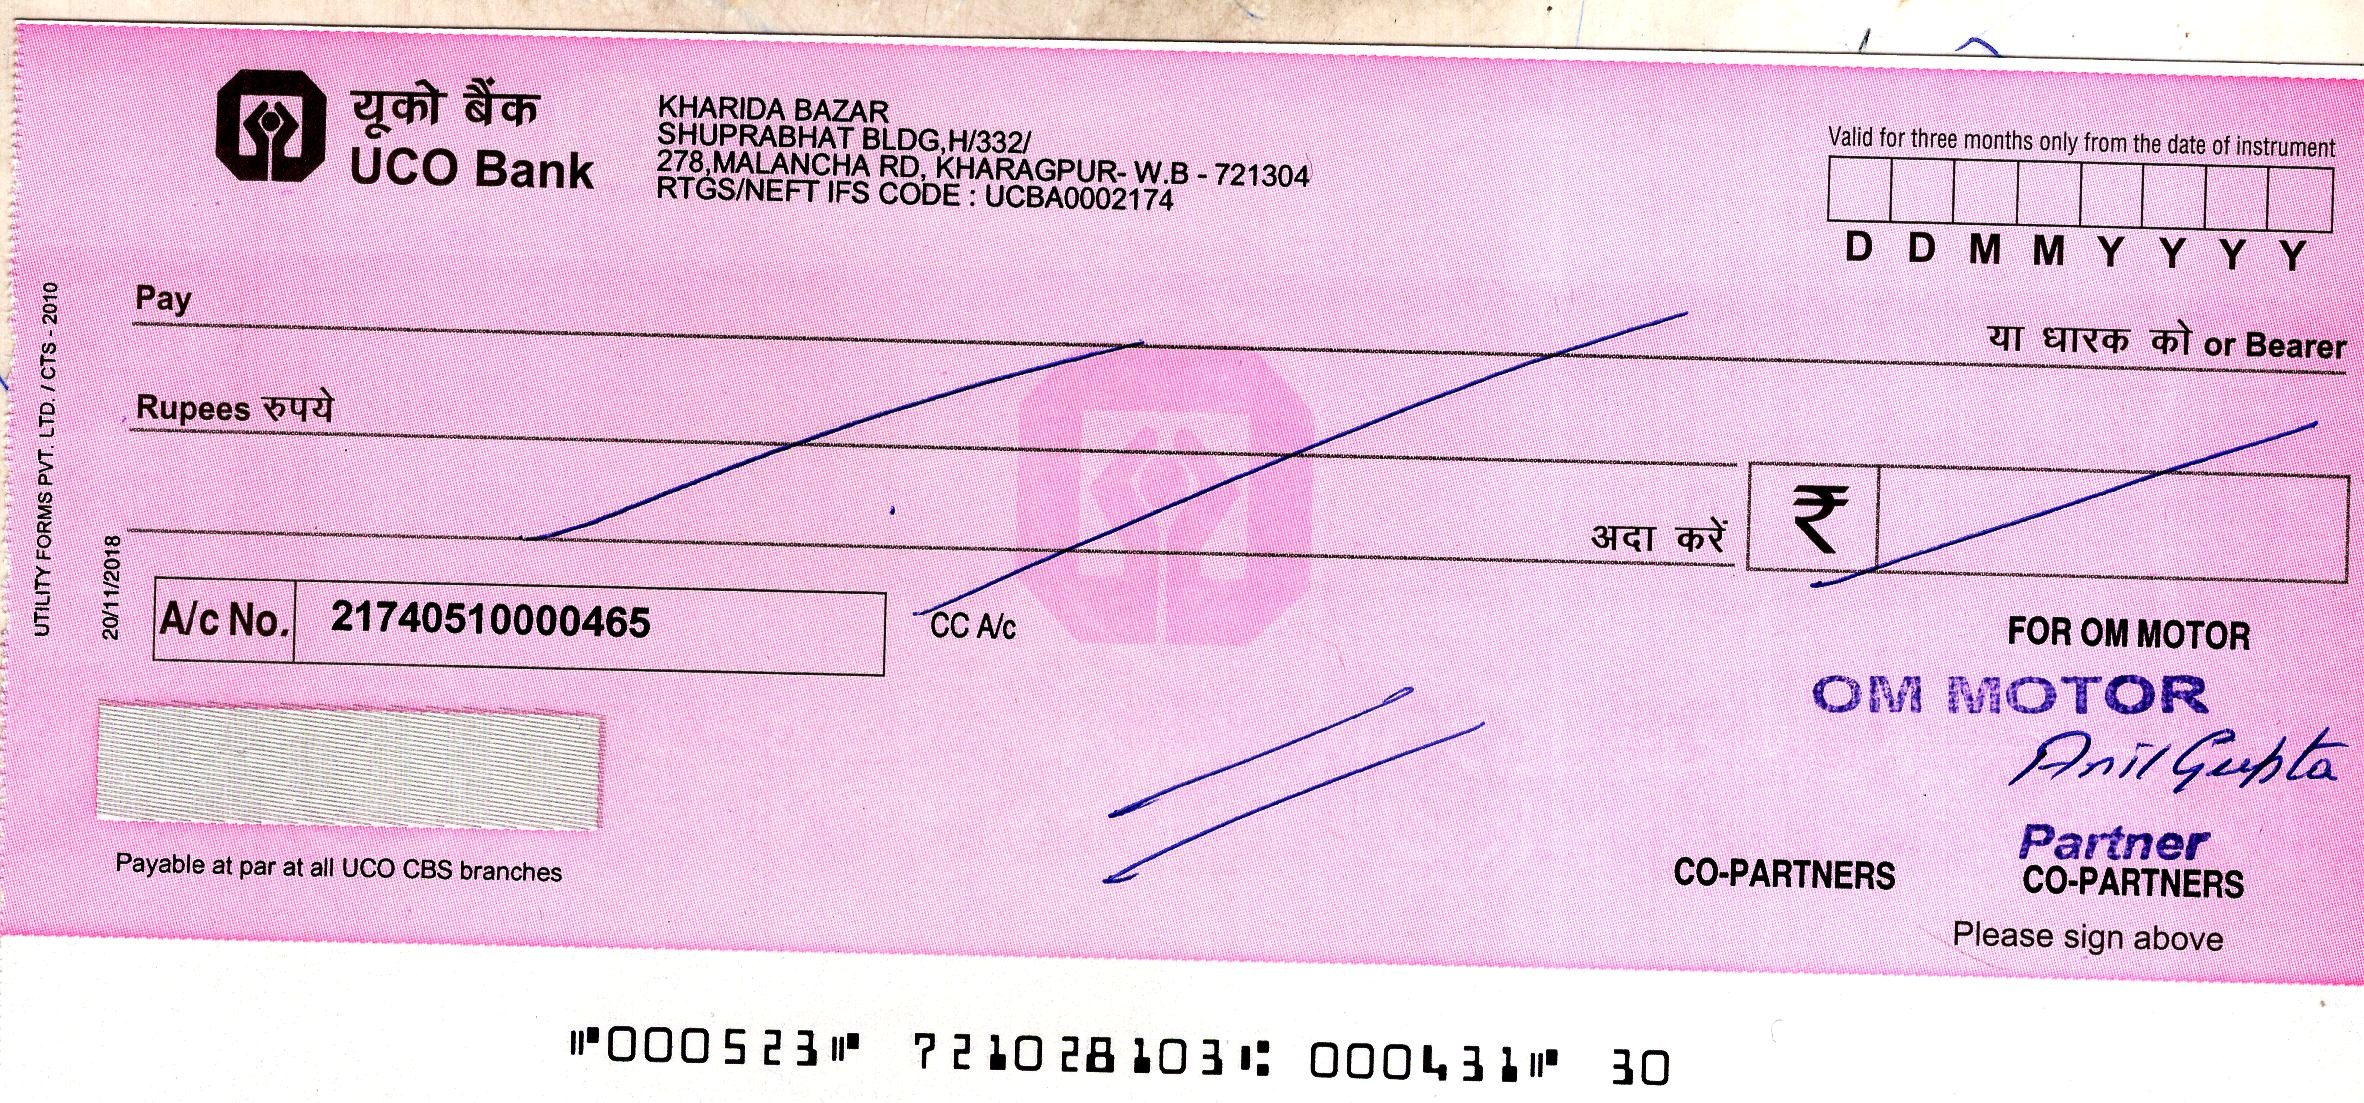 यूको बैंक
UCO Bank
KHARIDA BAZAR
SHUPRABHAT BLDG,H/332/
278,MALANCHA RD, KHARAGPUR- W.B - 721304
RTGS/NEFT IFS CODE : UCBA0002174
Valid for three months only from the date of instrument
D D M M Y Y Y Y
Pay
या धारक को or Bearer
Rupees रुपये
अदा करें
₹
UTILITY FORMS PVT. LTD. / CTS - 2010
20/11/2018
A/c No. 21740510000465
CC A/c
FOR OM MOTOR
OM MOTOR
Anil Gupta
Partner
CO-PARTNERS CO-PARTNERS
Please sign above
Payable at par at all UCO CBS branches
⑈000523⑈ 721028103⑆ 000431⑈ 30